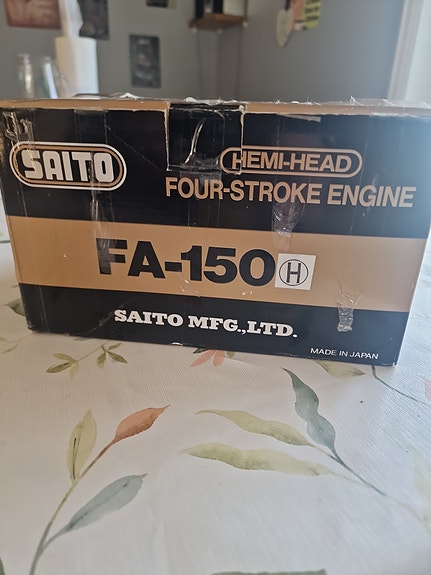 SAITO
HEMI-HEAD
FOUR-STROKE ENGINE
FA-150 H
SAITO MFG.,LTD.
MADE IN JAPAN